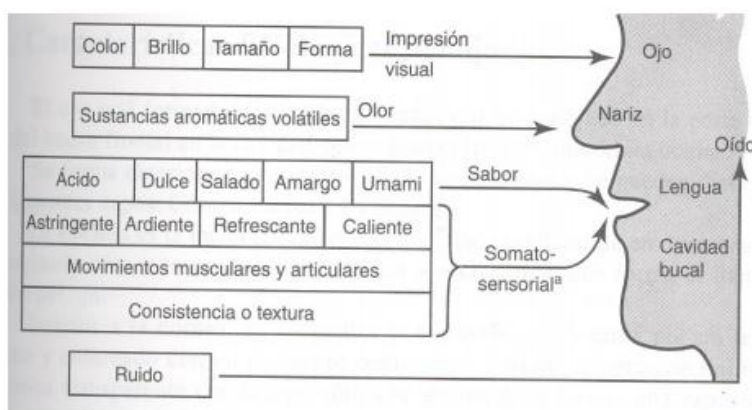 Color Brillo Tamaño Forma
Impresión
visual
Ojo
Sustancias aromáticas volátiles
Olor
Nariz
Oído
Ácido Dulce Salado Amargo Umami
Sabor
Lengua
Astringente Ardiente Refrescante Caliente
Movimientos musculares y articulares
Consistencia o textura
Somato-
sensorialª
Cavidad
bucal
Ruido